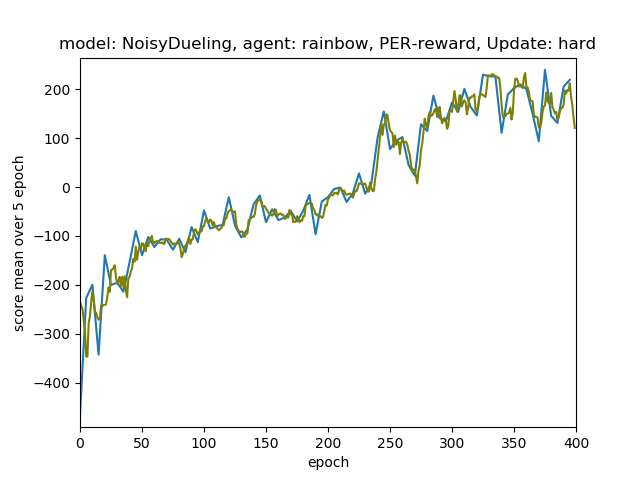 model: NoisyDueling, agent: rainbow, PER-reward, Update: hard
score mean over 5 epoch
200
100
0
−100
−200
−300
−400
0 50 100 150 200 250 300 350 400
epoch